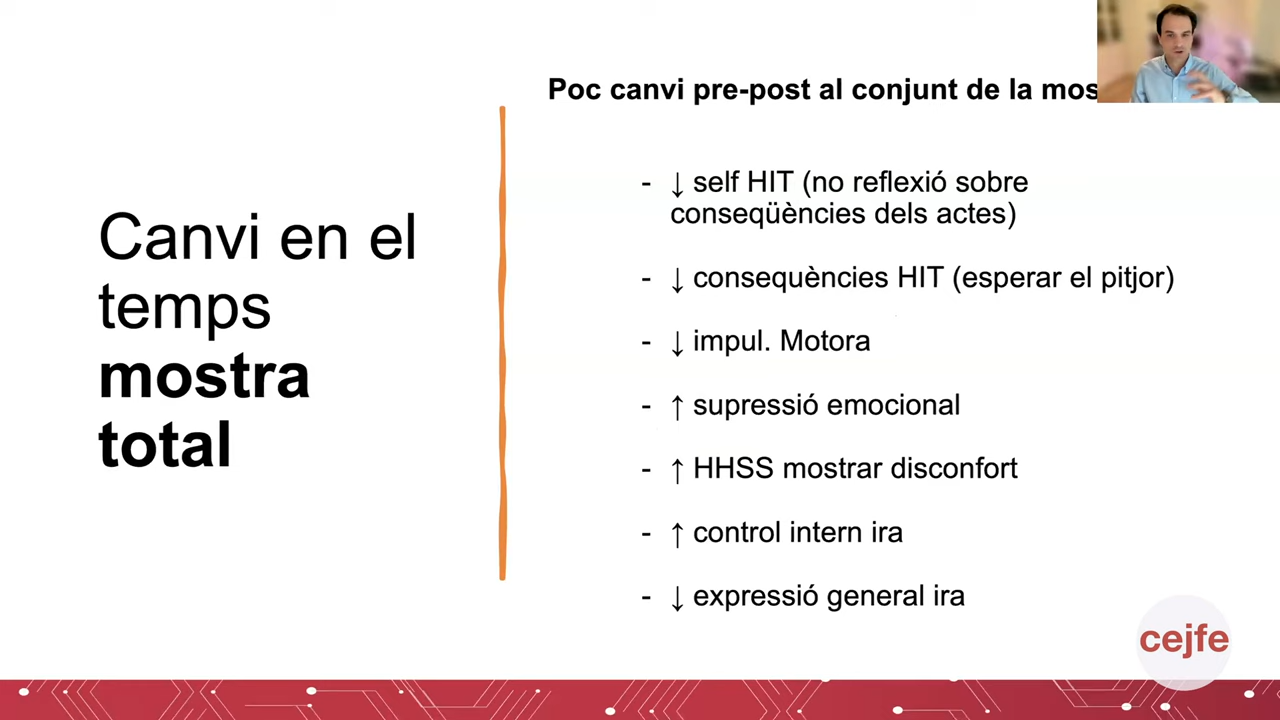 Poc canvi pre-post al conjunt de la
Canvi en el
temps
mostra
total
- ↓ self HIT (no reflexió sobre
conseqüències dels actes)
- ↓ consequències HIT (esperar el pitjor)
- ↓ impul. Motora
- ↑ supressió emocional
- ↑ HHSS mostrar disconfort
- ↑ control intern ira
- ↓ expressió general ira
cejfe